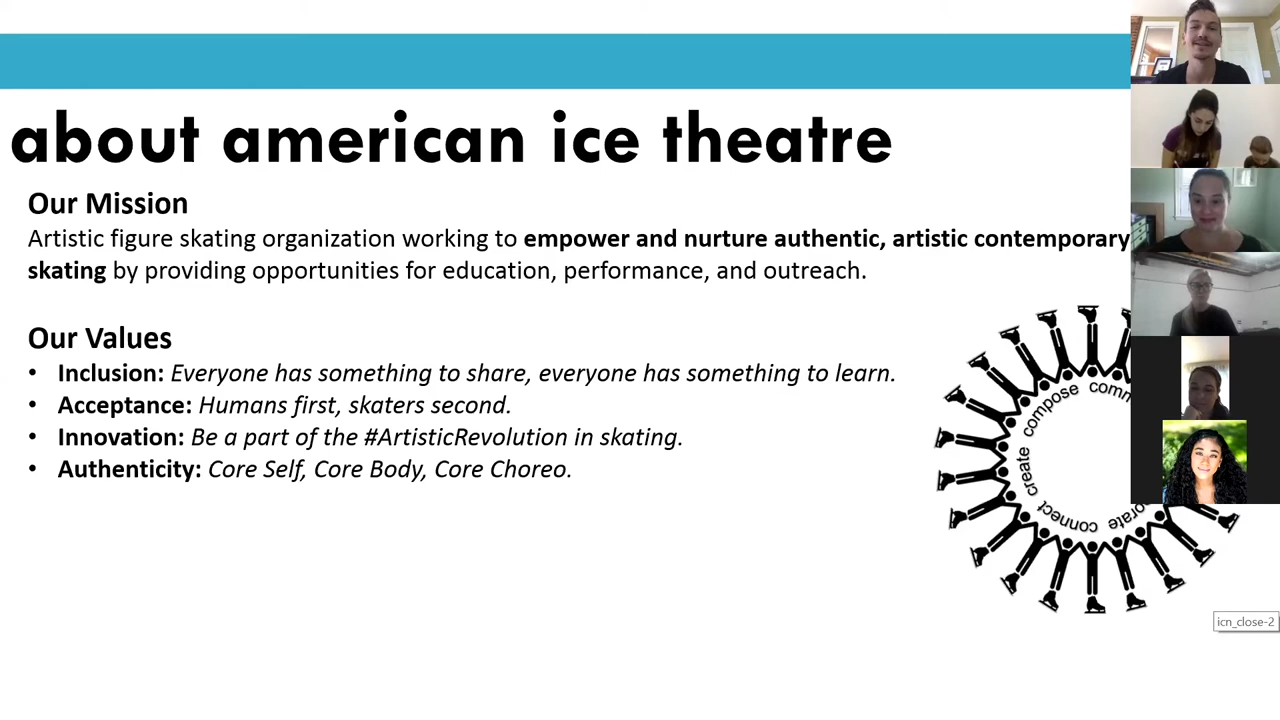 about american ice theatre
Our Mission
Artistic figure skating organization working to empower and nurture authentic, artistic contemporary
skating by providing opportunities for education, performance, and outreach.
Our Values
• Inclusion: Everyone has something to share, everyone has something to learn.
• Acceptance: Humans first, skaters second.
• Innovation: Be a part of the #ArtisticRevolution in skating.
• Authenticity: Core Self, Core Body, Core Choreo.
create compose
connect
icn_close-2